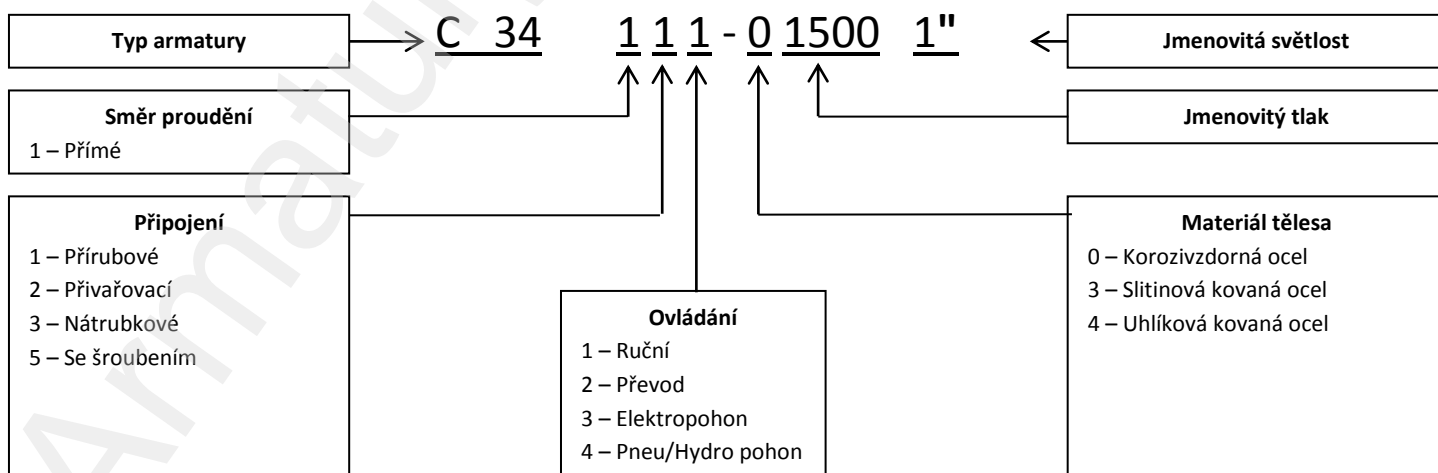 Typ armatury
C 34 1 1 1 - 0 1500 1"
Jmenovitá světlost
Směr proudění
1 – Přímé
Jmenovitý tlak
Připojení
1 – Přírubové
2 – Přivařovací
3 – Nátrubkové
5 – Se šroubením
Ovládání
1 – Ruční
2 – Převod
3 – Elektropohon
4 – Pneu/Hydro pohon
Materiál tělesa
0 – Korozivzdorná ocel
3 – Slitinová kovaná ocel
4 – Uhlíková kovaná ocel